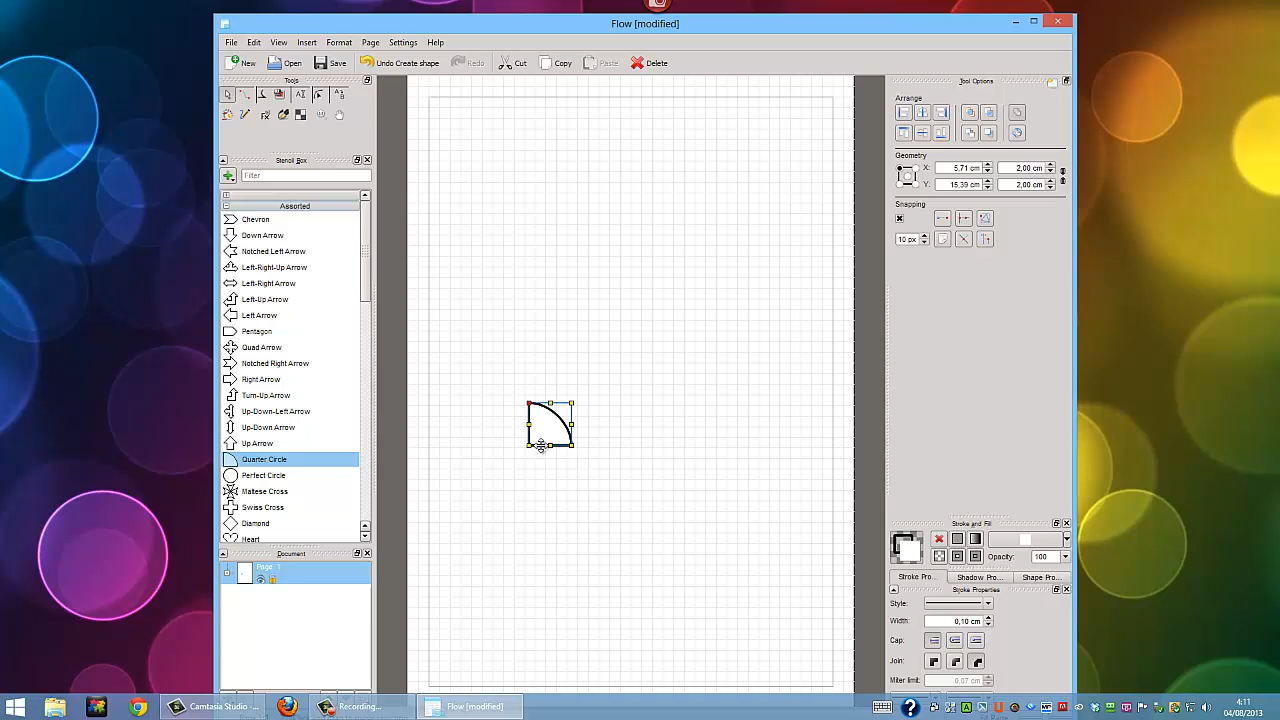 Flow [modified]
File Edit View Insert Format Page Settings Help
New Open Save Undo Create shape Redo Cut Copy Paste Delete
Tools
Tool Options
Arrange
Stencil Box
Geometry
Filter
X: 5,71 cm 2,00 cm
Y: 15,39 cm 2,00 cm
Assorted
Snapping
Chevron
Down Arrow
10 px
Notched Left Arrow
Left-Right-Up Arrow
Left-Right Arrow
Left-Up Arrow
Left Arrow
Pentagon
Quad Arrow
Notched Right Arrow
Right Arrow
Turn-Up Arrow
Up-Down-Left Arrow
Up-Down Arrow
Up Arrow
Quarter Circle
Perfect Circle
Maltese Cross
Swiss Cross
Diamond
Heart
Stroke and Fill
Document
Opacity: 100
Page 1
Stroke Pro... Shadow Pro... Shape Pro...
Stroke Properties
Style:
Width: 0,10 cm
Cap:
Join:
Miter limit: 0,07 cm
Camtasia Studio -... Recording... Flow [modified]
4:11
04/08/2013